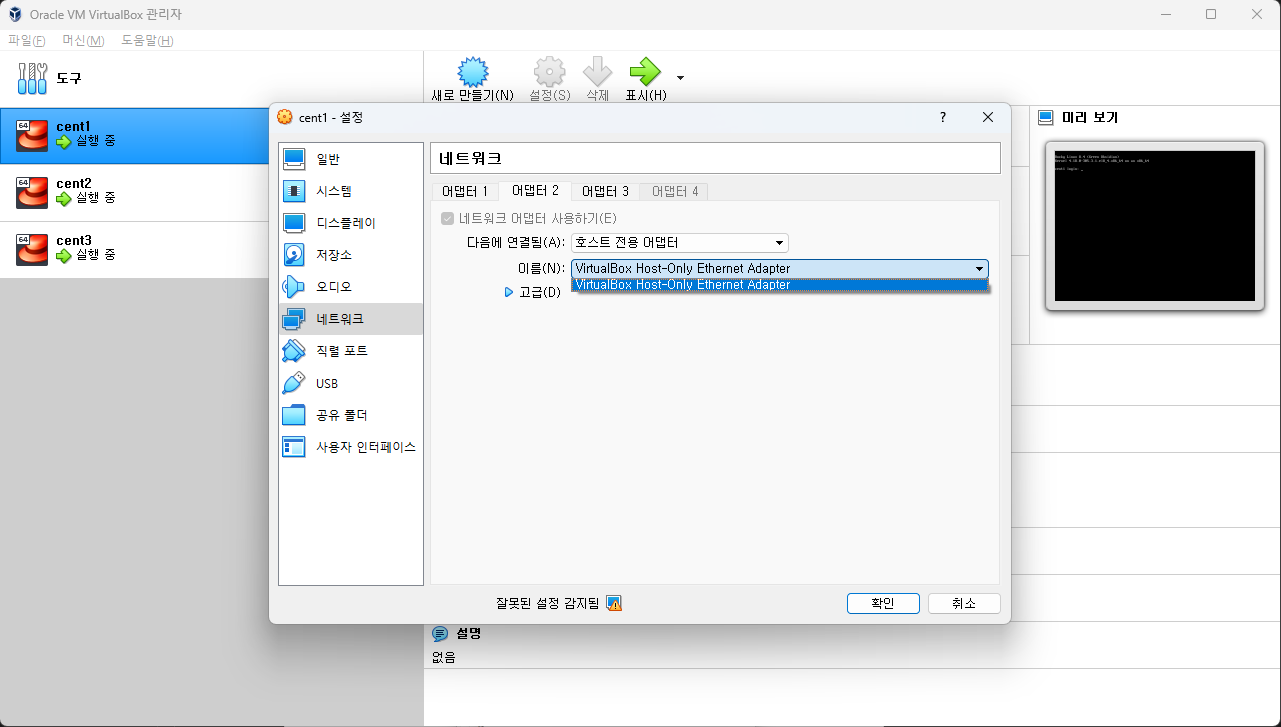 Oracle VM VirtualBox 관리자
파일(F) 머신(M) 도움말(H)
도구
새로 만들기(N) 설정(S) 삭제 표시(H)
64 cent1
실행 중
64 cent2
실행 중
64 cent3
실행 중
미리 보기
cent1 - 설정 ?
일반
시스템
디스플레이
저장소
오디오
네트워크
직렬 포트
USB
공유 폴더
사용자 인터페이스
네트워크
어댑터 1 어댑터 2 어댑터 3 어댑터 4
네트워크 어댑터 사용하기(E)
다음에 연결됨(A): 호스트 전용 어댑터
이름(N): VirtualBox Host-Only Ethernet Adapter
VirtualBox Host-Only Ethernet Adapter
고급(D)
잘못된 설정 감지됨
확인 취소
설명
없음